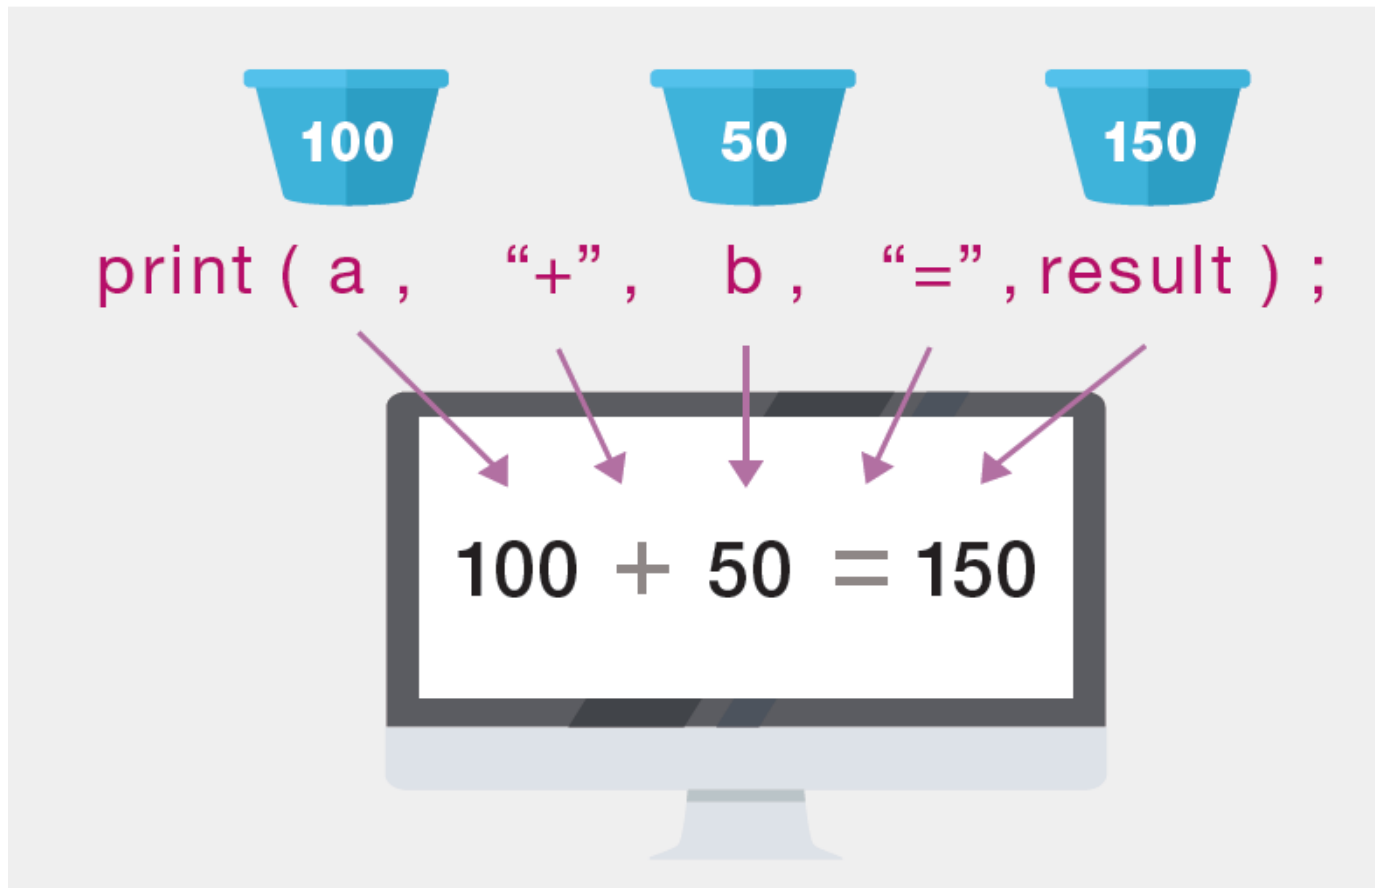 100 50 150
print ( a , “+” , b , “=” , result ) ;
100 + 50 = 150